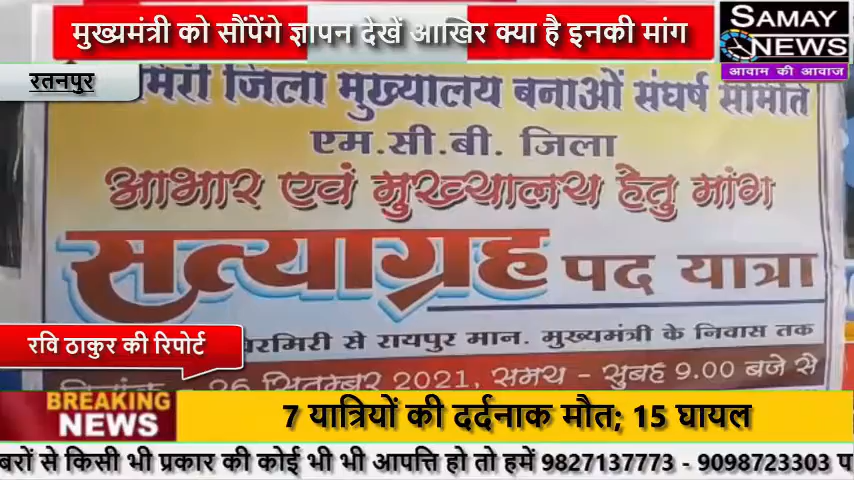 मुख्यमंत्री को सौंपेंगे ज्ञापन देखें आखिर क्या है इनकी मांग
SAMAY NEWS
आवाम की आवाज
रतनपुर
जिला मुख्यालय बनाओं संघर्ष समिति
एम.सी.बी. जिला
आभार एवं मुख्यालय हेतु मांग
सत्याग्रह पद यात्रा
से रायपुर मान. मुख्यमंत्री के निवास तक
रवि ठाकुर की रिपोर्ट
26 सितम्बर 2021, समय - सुबह 9.00 बजे से
BREAKING NEWS
7 यात्रियों की दर्दनाक मौत; 15 घायल
से किसी भी प्रकार की कोई भी भी आपत्ति हो तो हमें 9827137773 - 9098723303